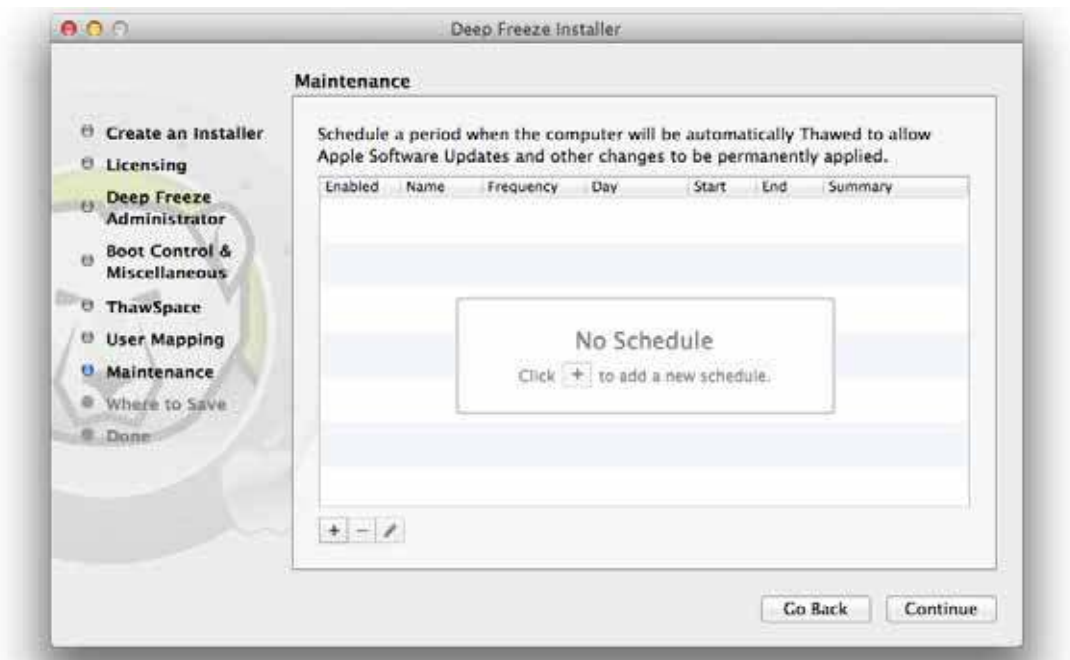 Deep Freeze Installer
Maintenance
Create an Installer
Licensing
Deep Freeze
Administrator
Boot Control &
Miscellaneous
ThawSpace
User Mapping
Maintenance
Where to Save
Done
Schedule a period when the computer will be automatically Thawed to allow
Apple Software Updates and other changes to be permanently applied.
Enabled Name Frequency Day Start End Summary
No Schedule
Click + to add a new schedule.
+ −
Go Back Continue